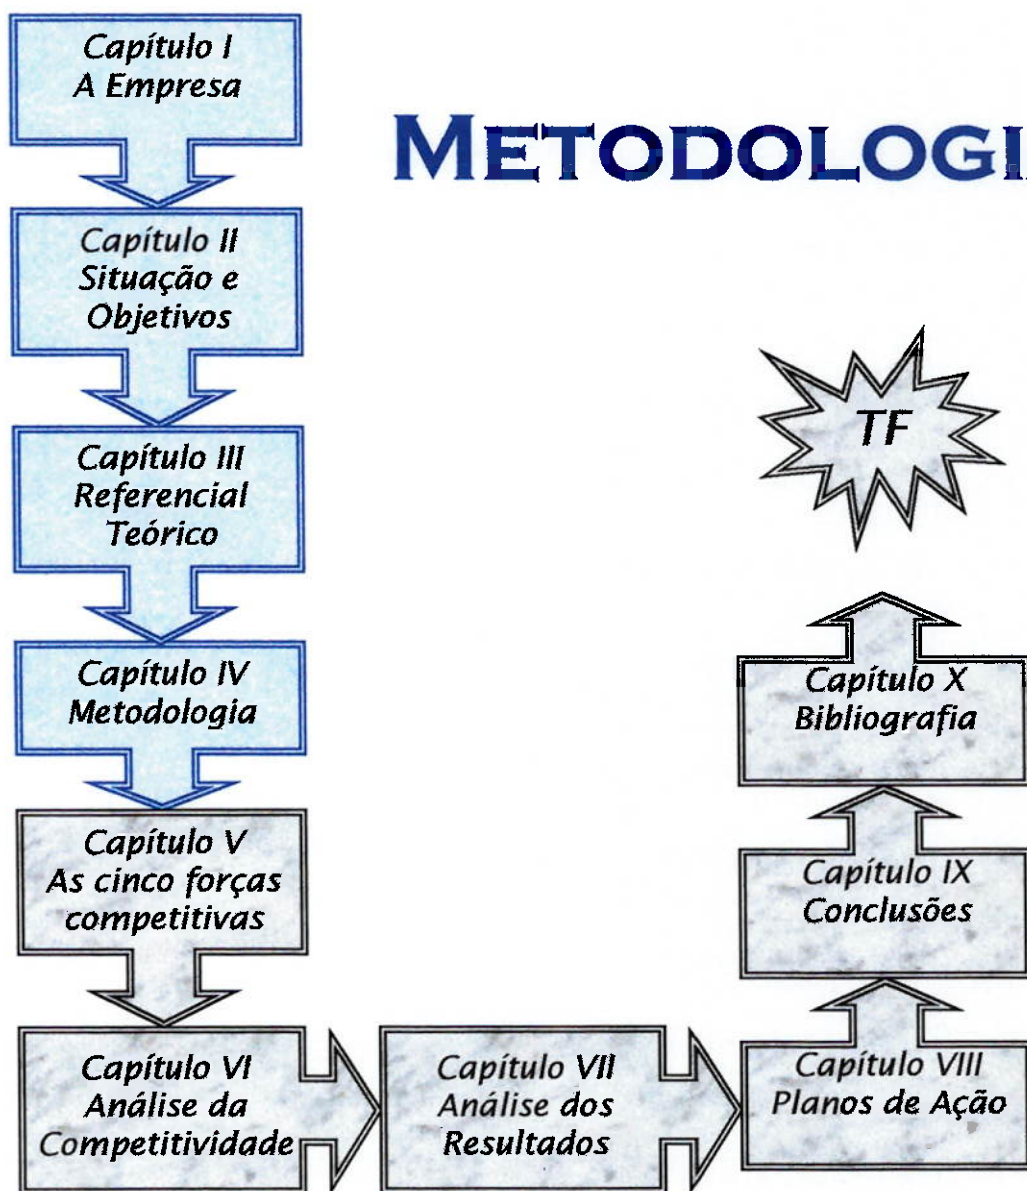 Capítulo I
A Empresa
METODOLOGI
Capítulo II
Situação e
Objetivos
Capítulo III
Referencial
Teórico
Capítulo IV
Metodologia
Capítulo V
As cinco forças
competitivas
Capítulo VI
Análise da
Competitividade
Capítulo VII
Análise dos
Resultados
Capítulo VIII
Planos de Ação
Capítulo IX
Conclusões
Capítulo X
Bibliografia
TF